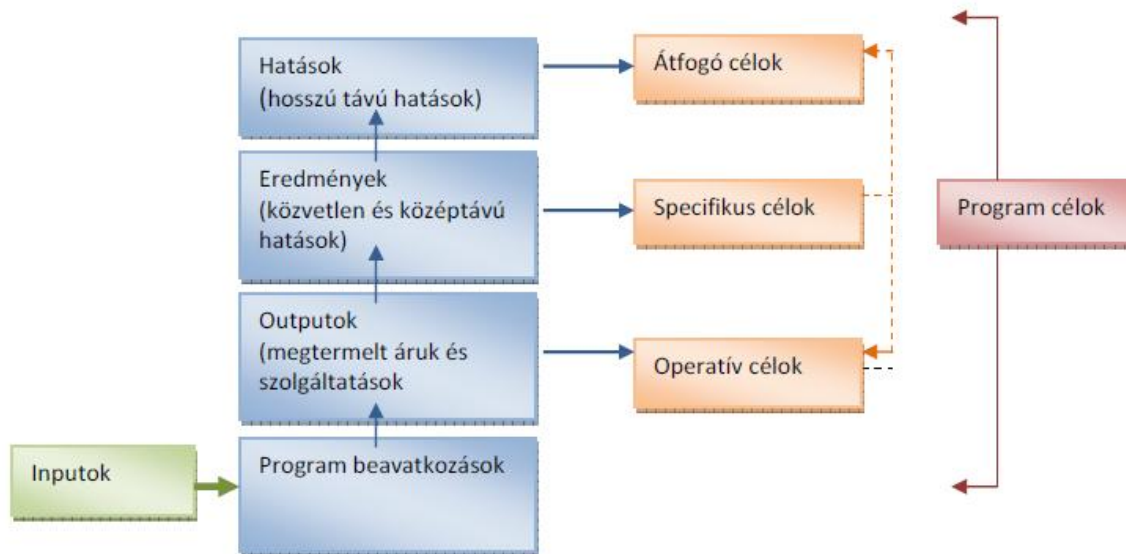 Hatások
(hosszú távú hatások)
Átfogó célok
Eredmények
(közvetlen és középtávú
hatások)
Specifikus célok
Program célok
Outputok
(megtermelt áruk és
szolgáltatások
Operatív célok
Inputok
Program beavatkozások